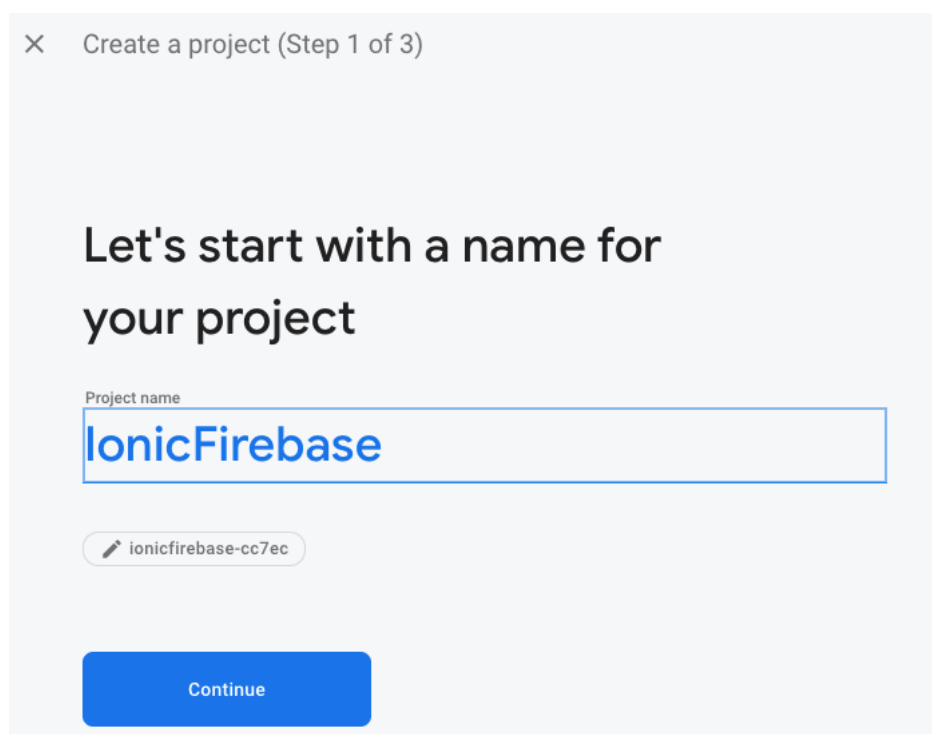 Create a project (Step 1 of 3)
Let's start with a name for
your project
Project name
IonicFirebase
ionicfirebase-cc7ec
Continue